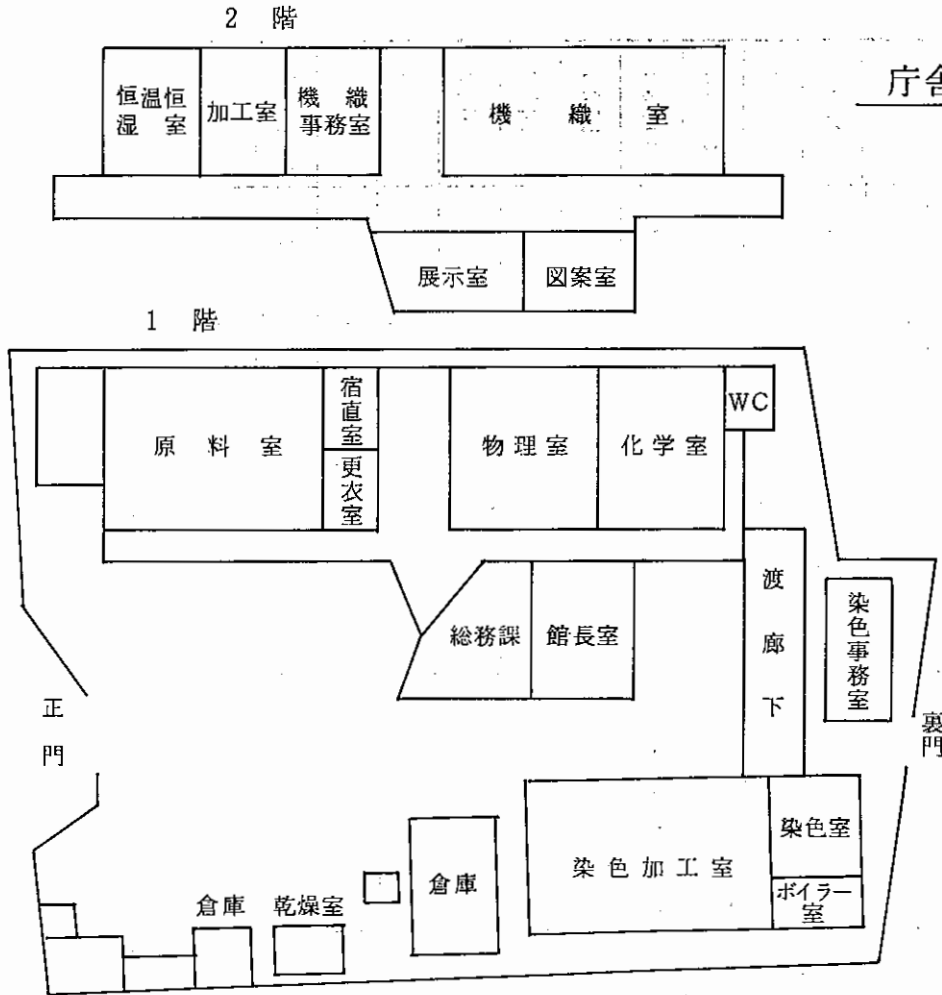 2 階
庁舎
恒温恒
湿室
加工室
機織
事務室
機織室
展示室
図案室
1 階
原料室
宿直室
更衣室
物理室
化学室
WC
総務課
館長室
渡廊下
染色事務室
正門
裏門
染色加工室
染色室
ボイラー
室
倉庫
乾燥室
倉庫